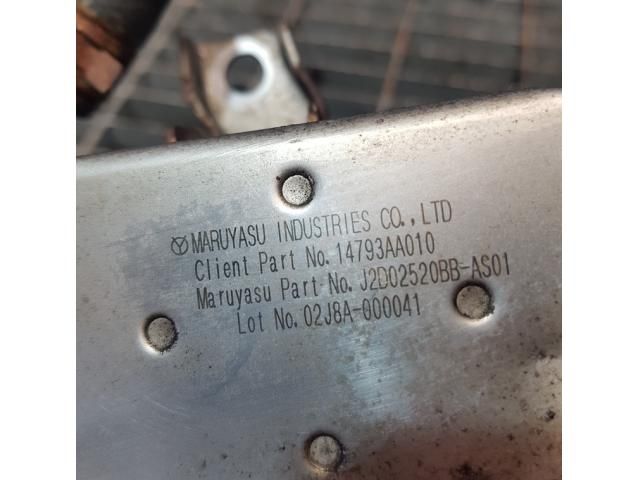 MARUYASU INDUSTRIES CO.,LTD
Client Part No.14793AA010
Maruyasu Part No.J2D02520BB-AS01
Lot No.02J8A-000041